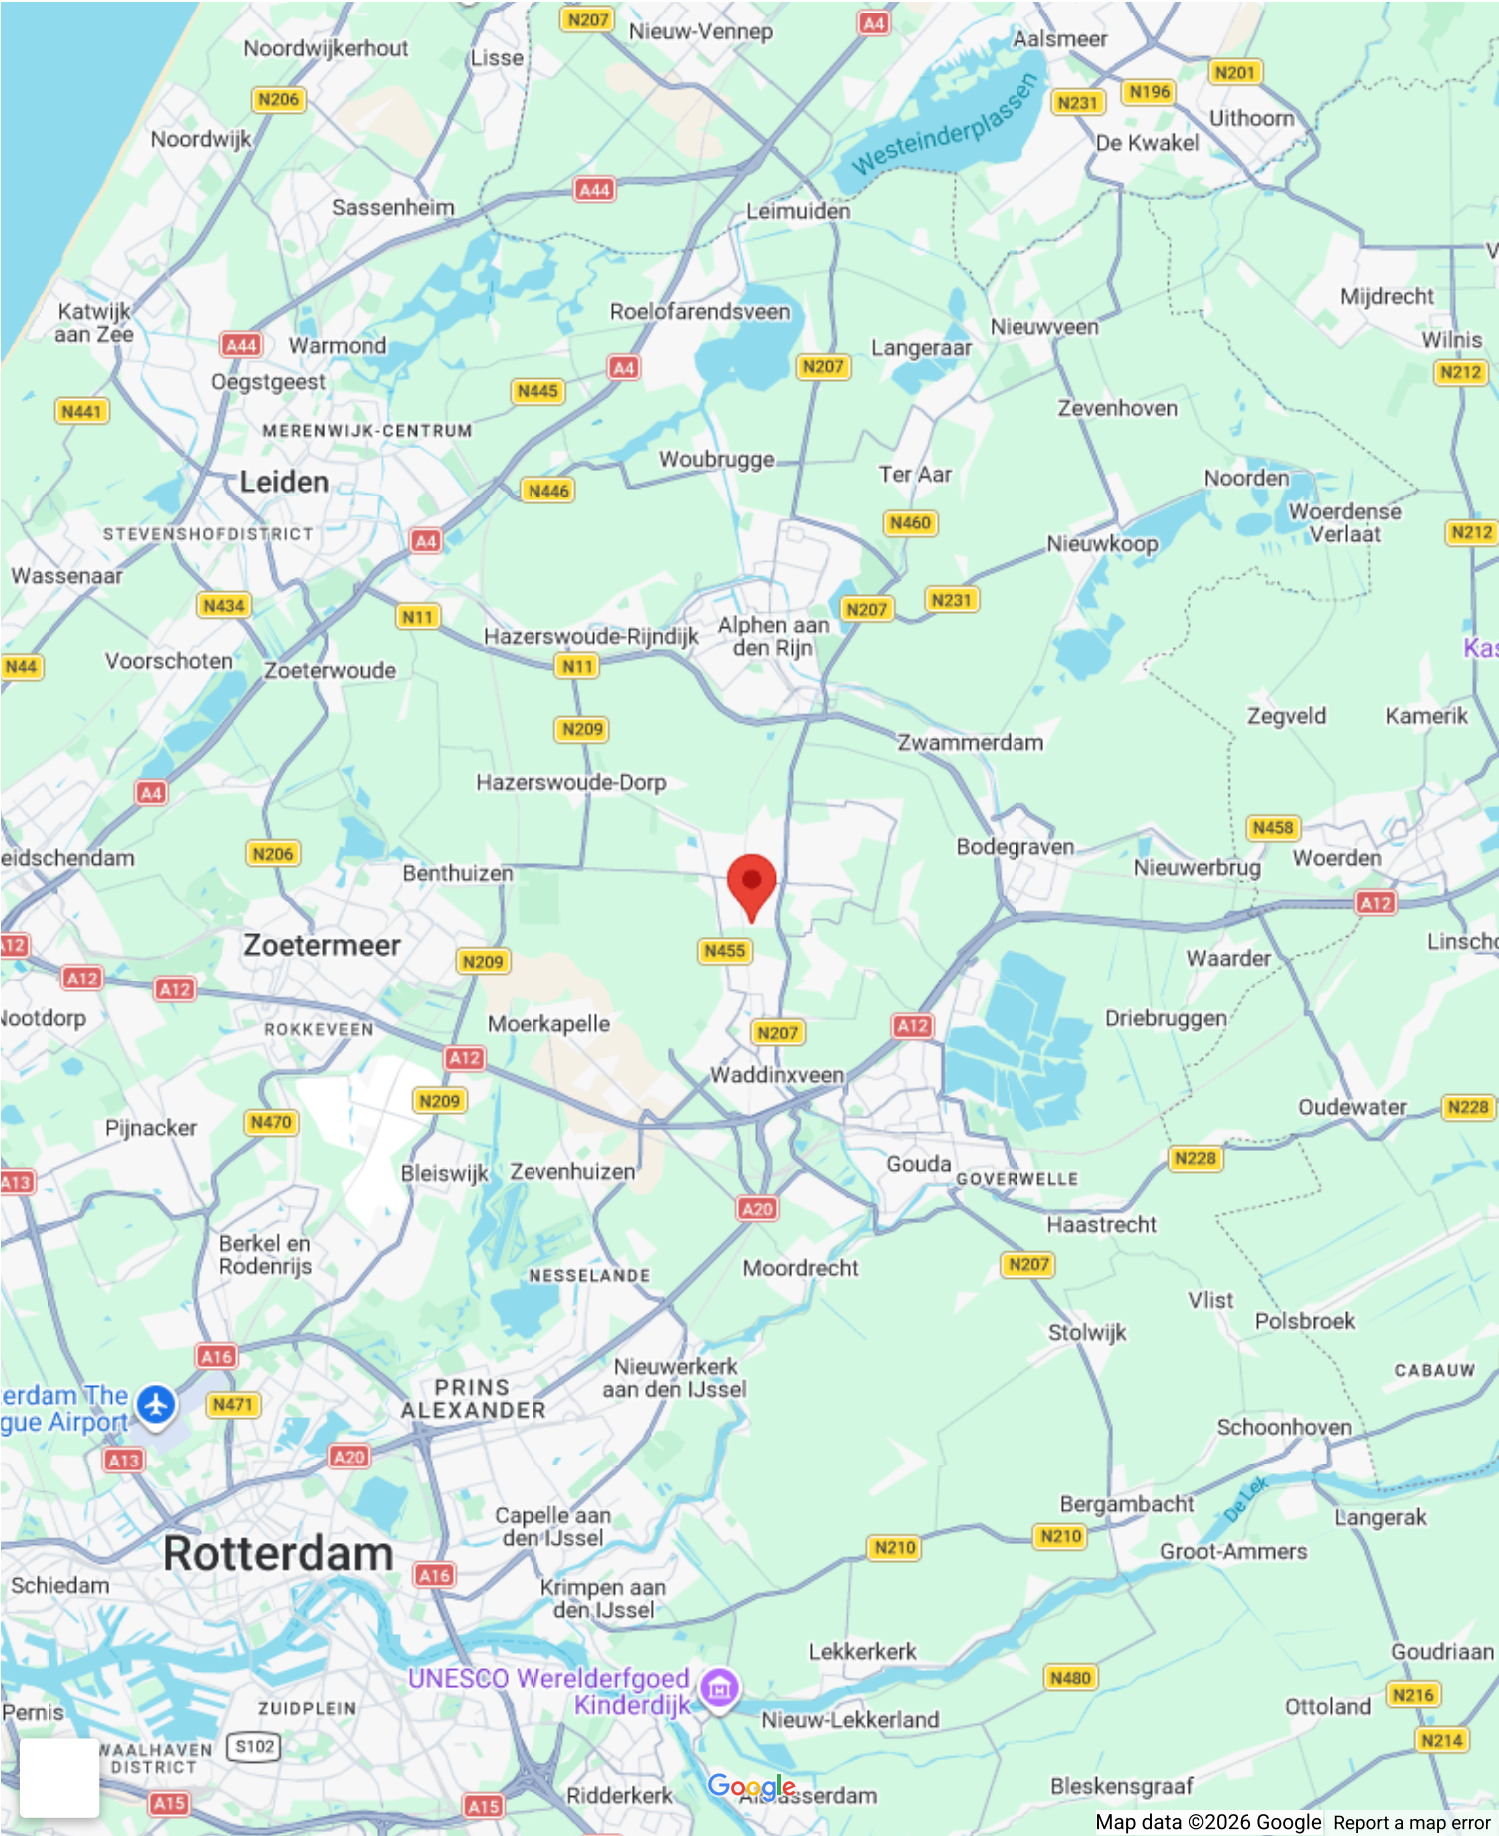 N207
Nieuw-Vennep
A4
Aalsmeer
Noordwijkerhout
Lisse
N201
N206
N231
N196
Westeinderplassen
Uithoorn
Noordwijk
De Kwakel
A44
Sassenheim
Leimuiden
Katwijk
aan Zee
Roelofarendsveen
Mijdrecht
Nieuwveen
A44
Warmond
Langeraar
Wilnis
A4
N207
N212
Oegstgeest
N445
N441
Zevenhoven
MERENWIJK-CENTRUM
Woubrugge
Ter Aar
Noorden
Leiden
N446
Woerdense
Verlaat
N460
STEVENSHOFDISTRICT
A4
Nieuwkoop
N212
Wassenaar
N434
N11
N207
N231
Alphen aan
den Rijn
Hazerswoude-Rijndijk
Kas
N44
Voorschoten
Zoeterwoude
N11
N209
Zegveld
Kamerik
Zwammerdam
Hazerswoude-Dorp
A4
N458
eidschendam
N206
Bodegraven
Woerden
Benthuizen
Nieuwerbrug
A12
Zoetermeer
A12
N455
Linscho
N209
Waarder
A12
A12
Nootdorp
ROKKEVEEN
Moerkapelle
N207
A12
Driebruggen
A12
Waddinxveen
N209
Oudewater
N228
N470
Pijnacker
Bleiswijk
Zevenhuizen
Gouda
N228
A13
GOVERWELLE
A20
Haastrecht
Berkel en
Rodenrijs
NESSELANDE
Moordrecht
N207
Vlist
Polsbroek
Stolwijk
A16
Nieuwerkerk
aan den IJssel
CABAUW
erdam The
gue Airport
N471
PRINS
ALEXANDER
Schoonhoven
A13
A20
De Lek
Bergambacht
Langerak
Capelle aan
den IJssel
N210
N210
Rotterdam
Groot-Ammers
A16
Schiedam
Krimpen aan
den IJssel
Lekkerkerk
Goudriaan
UNESCO Werelderfgoed
Kinderdijk
N480
N216
Pernis
ZUIDPLEIN
Ottoland
Nieuw-Lekkerland
N214
S102
WAALHAVEN
DISTRICT
Google
Bleskensgraaf
A15
A15
Ridderkerk
Alblasserdam
Map data ©2026 Google
Report a map error